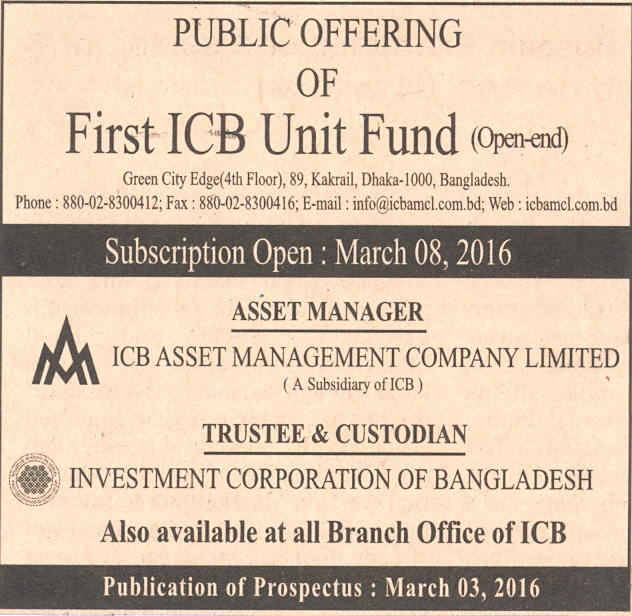 PUBLIC OFFERING
OF
First ICB Unit Fund (Open-end)
Green City Edge(4th Floor), 89, Kakrail, Dhaka-1000, Bangladesh.
Phone : 880-02-8300412; Fax : 880-02-8300416; E-mail : info@icbamcl.com.bd; Web : icbamcl.com.bd
Subscription Open : March 08, 2016
ASSET MANAGER
ICB ASSET MANAGEMENT COMPANY LIMITED
( A Subsidiary of ICB )
TRUSTEE & CUSTODIAN
INVESTMENT CORPORATION OF BANGLADESH
Also available at all Branch Office of ICB
Publication of Prospectus : March 03, 2016